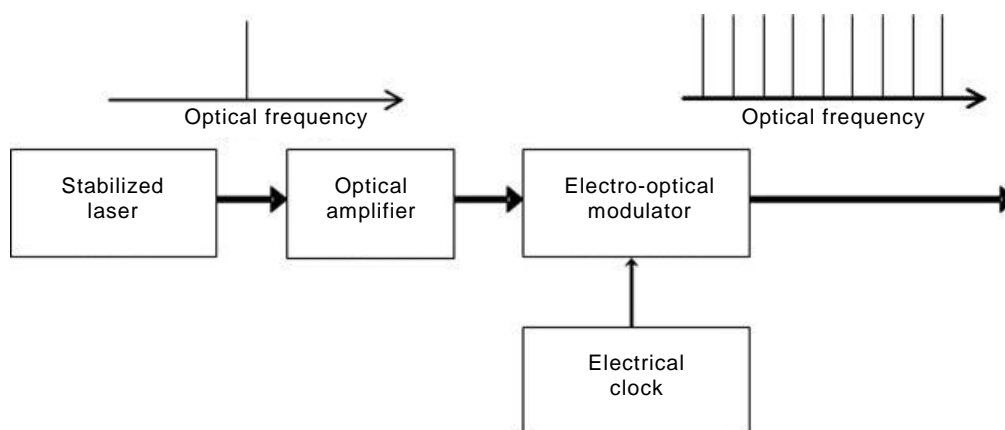 Optical frequency
Optical frequency
Stabilized
laser
Optical
amplifier
Electro-optical
modulator
Electrical
clock